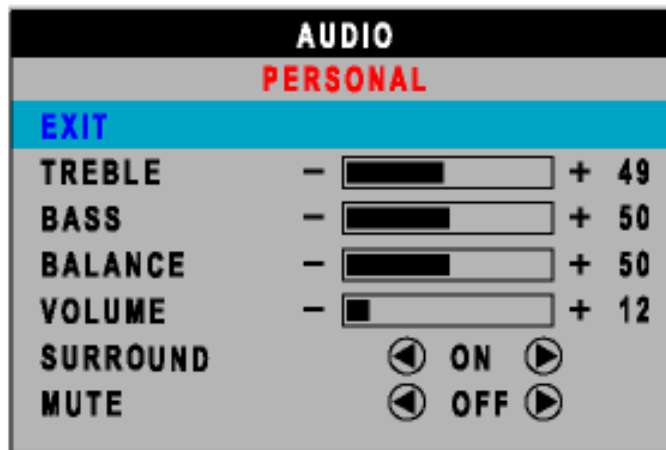 AUDIO
PERSONAL
EXIT
TREBLE - + 49
BASS - + 50
BALANCE - + 50
VOLUME - + 12
SURROUND ON
MUTE OFF